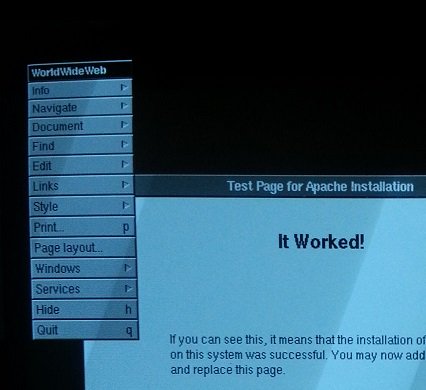 WorldWideWeb
Info
Navigate
Document
Find
Edit
Links
Style
Print... p
Page layout...
Windows
Services
Hide h
Quit q
Test Page for Apache Installation
It Worked!
If you can see this, it means that the installation of
on this system was successful. You may now add
and replace this page.